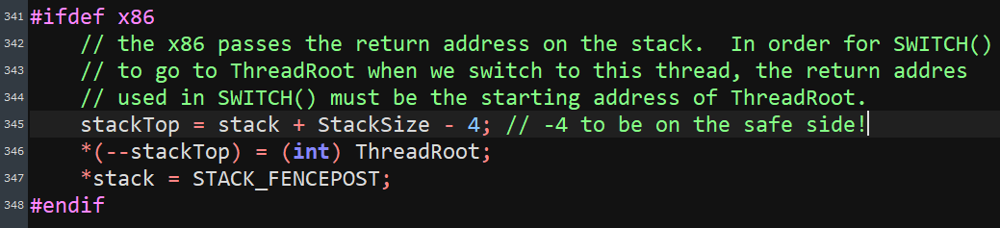 341 #ifdef x86
342 // the x86 passes the return address on the stack.  In order for SWITCH()
343 // to go to ThreadRoot when we switch to this thread, the return addres
344 // used in SWITCH() must be the starting address of ThreadRoot.
345 stackTop = stack + StackSize - 4; // -4 to be on the safe side!
346 *(--stackTop) = (int) ThreadRoot;
347 *stack = STACK_FENCEPOST;
348 #endif